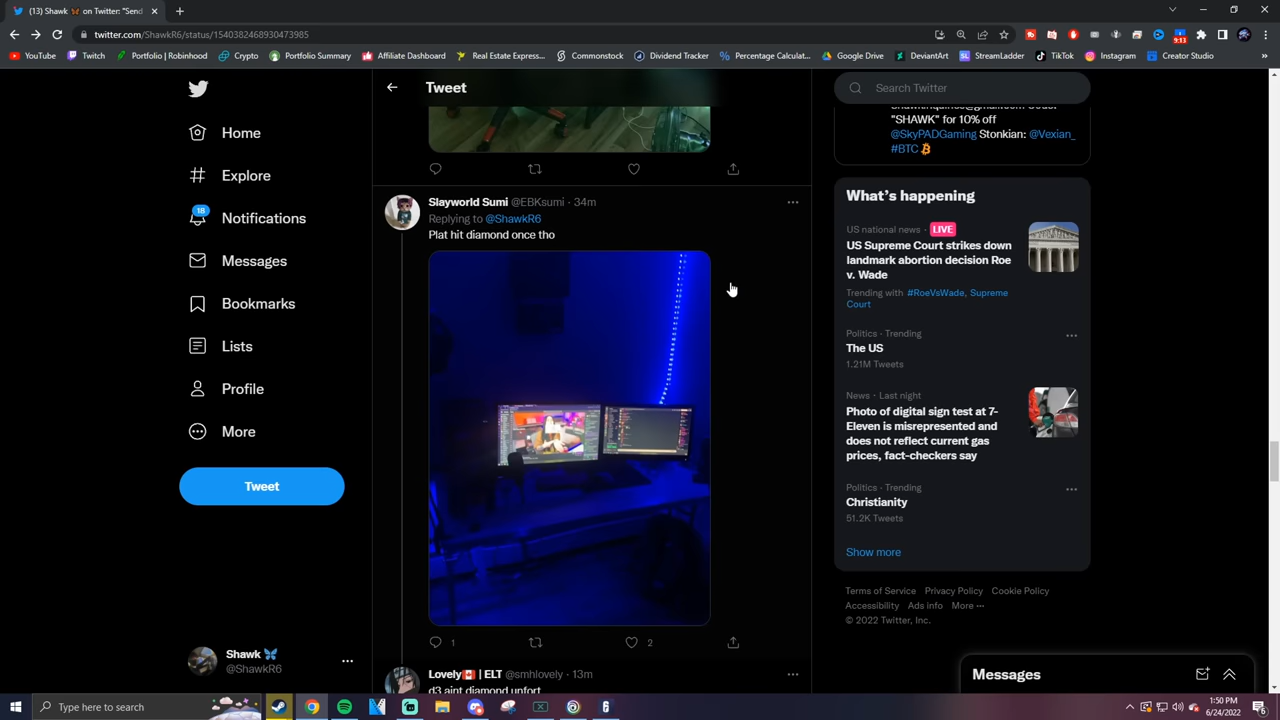 (13) Shawk 🦋 on Twitter: "Send
twitter.com/ShawkR6/status/1540382468930473985
9:13
YouTube
Twitch
Portfolio | Robinhood
Crypto
Portfolio Summary
Affiliate Dashboard
Real Estate Express...
Commonstock
Dividend Tracker
Percentage Calculat...
Google Drive
DeviantArt
StreamLadder
TikTok
Instagram
Creator Studio
Home
Explore
18
Notifications
Messages
Bookmarks
Lists
Profile
More
Tweet
Shawk 🦋
@ShawkR6
Tweet
Slayworld Sumi @EBKsumi · 34m
Replying to @ShawkR6
Plat hit diamond once tho
1
2
Lovely🇨🇦 | ELT @smhlovely · 13m
d3 aint diamond unfort
Search Twitter
"SHAWK" for 10% off
@SkyPADGaming Stonkian: @Vexian_
#BTC
What's happening
US national news · LIVE
US Supreme Court strikes down
landmark abortion decision Roe
v. Wade
Trending with #RoeVsWade, Supreme
Court
Politics · Trending
The US
1.21M Tweets
News · Last night
Photo of digital sign test at 7-
Eleven is misrepresented and
does not reflect current gas
prices, fact-checkers say
Politics · Trending
Christianity
51.2K Tweets
Show more
Terms of Service Privacy Policy Cookie Policy
Accessibility Ads info More ···
© 2022 Twitter, Inc.
Messages
Type here to search
1:50 PM
6/24/2022